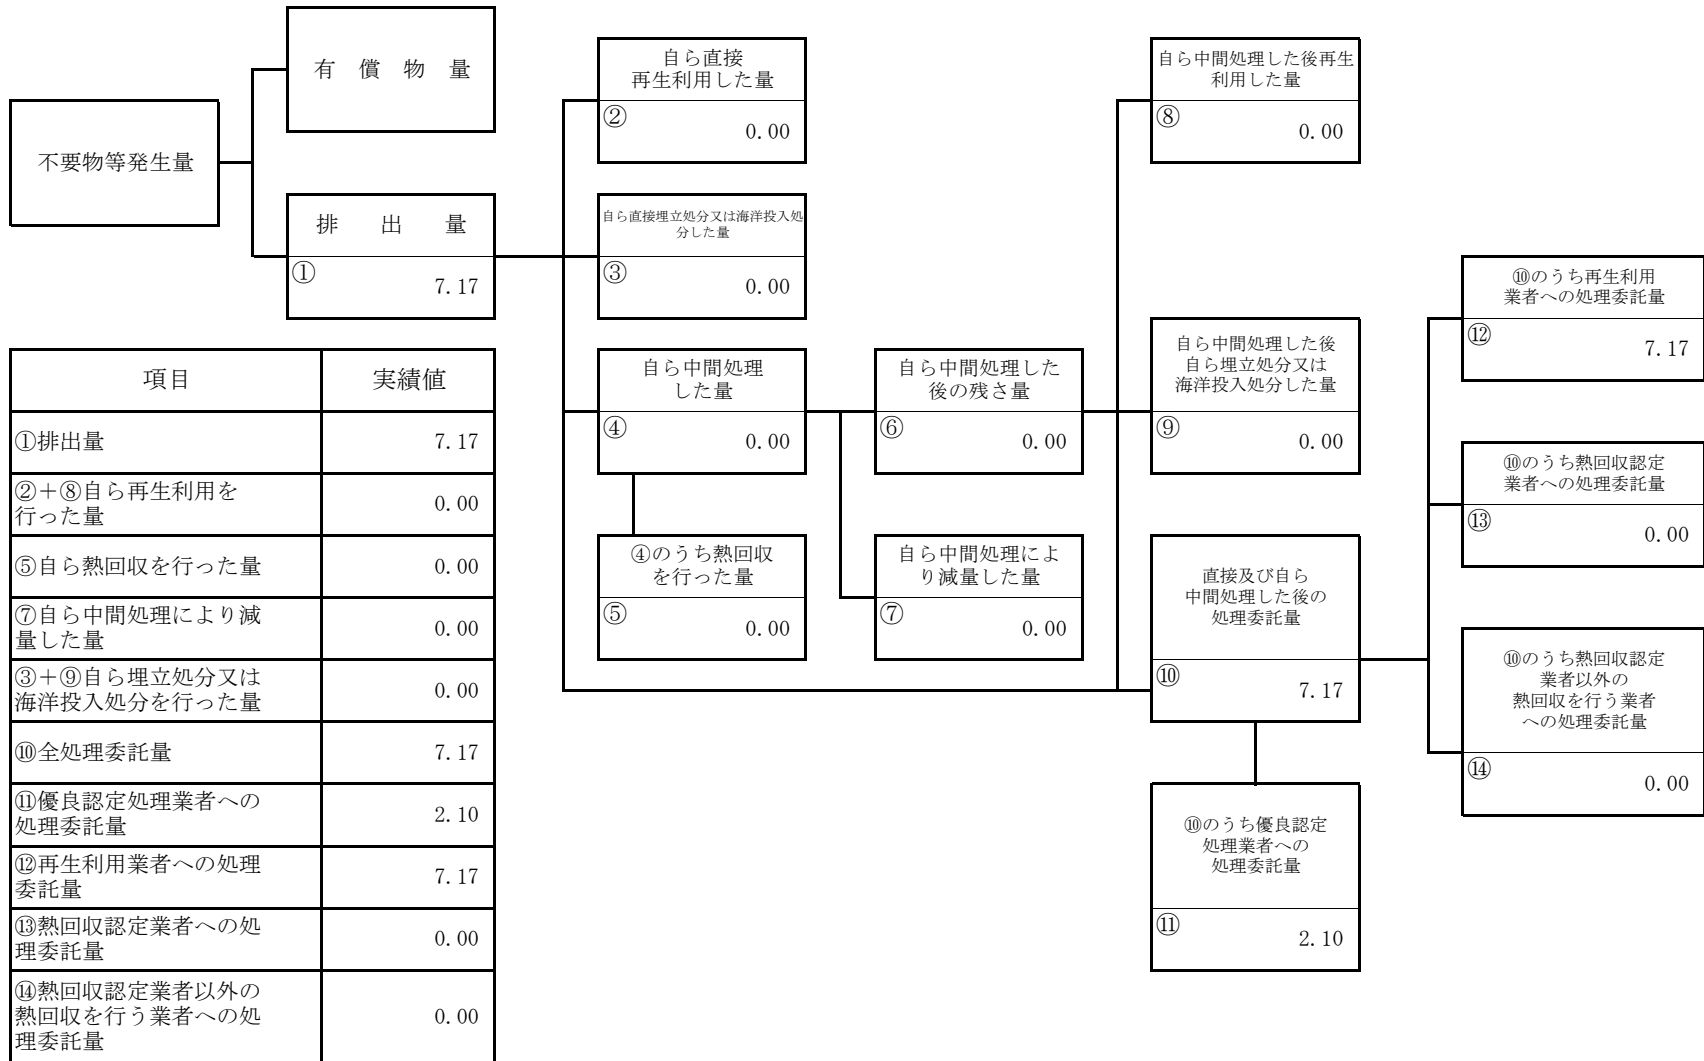 有 償 物 量
不要物等発生量
排 出 量
①
7.17
自ら直接
再生利用した量
②
0.00
自ら直接埋立処分又は海洋投入処
分した量
③
0.00
自ら中間処理
した量
④
0.00
④のうち熱回収
を行った量
⑤
0.00
自ら中間処理した
後の残さ量
⑥
0.00
自ら中間処理によ
り減量した量
⑦
0.00
自ら中間処理した後再生
利用した量
⑧
0.00
自ら中間処理した後
自ら埋立処分又は
海洋投入処分した量
⑨
0.00
直接及び自ら
中間処理した後の
処理委託量
⑩
7.17
⑩のうち優良認定
処理業者への
処理委託量
⑪
2.10
⑩のうち再生利用
業者への処理委託量
⑫
7.17
⑩のうち熱回収認定
業者への処理委託量
⑬
0.00
⑩のうち熱回収認定
業者以外の
熱回収を行う業者
への処理委託量
⑭
0.00
項目 実績値
①排出量 7.17
②＋⑧自ら再生利用を
行った量 0.00
⑤自ら熱回収を行った量 0.00
⑦自ら中間処理により減
量した量 0.00
③＋⑨自ら埋立処分又は
海洋投入処分を行った量 0.00
⑩全処理委託量 7.17
⑪優良認定処理業者への
処理委託量 2.10
⑫再生利用業者への処理
委託量 7.17
⑬熱回収認定業者への処
理委託量 0.00
⑭熱回収認定業者以外の
熱回収を行う業者への処
理委託量 0.00